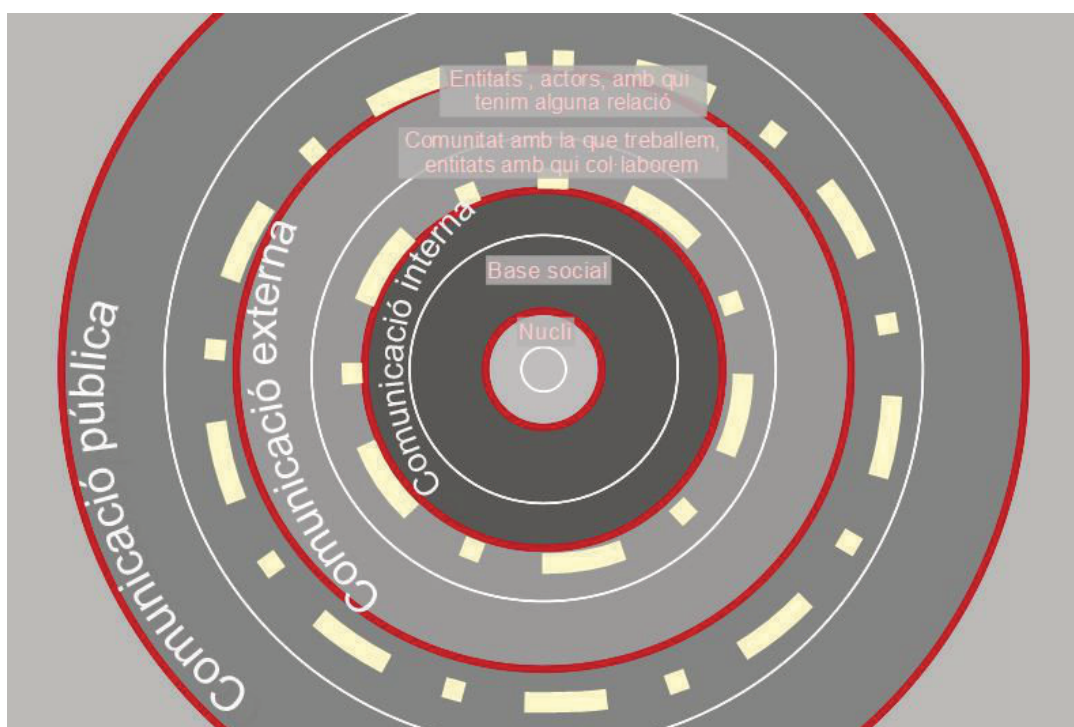 Entitats , actors, amb qui
tenim alguna relació
Comunitat amb la que treballem,
entitats amb qui col·laborem
Base social
Nucli
Comunicació interna
Comunicació externa
Comunicació pública